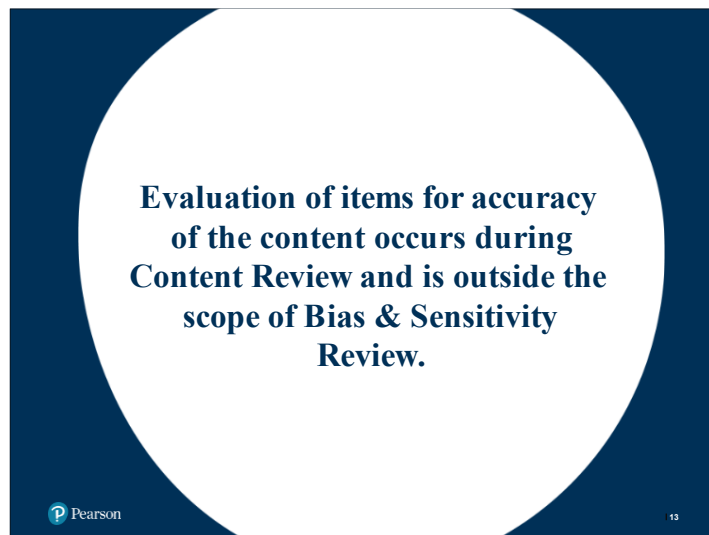 Evaluation of items for accuracy
of the content occurs during
Content Review and is outside the
scope of Bias & Sensitivity
Review.
Pearson
13